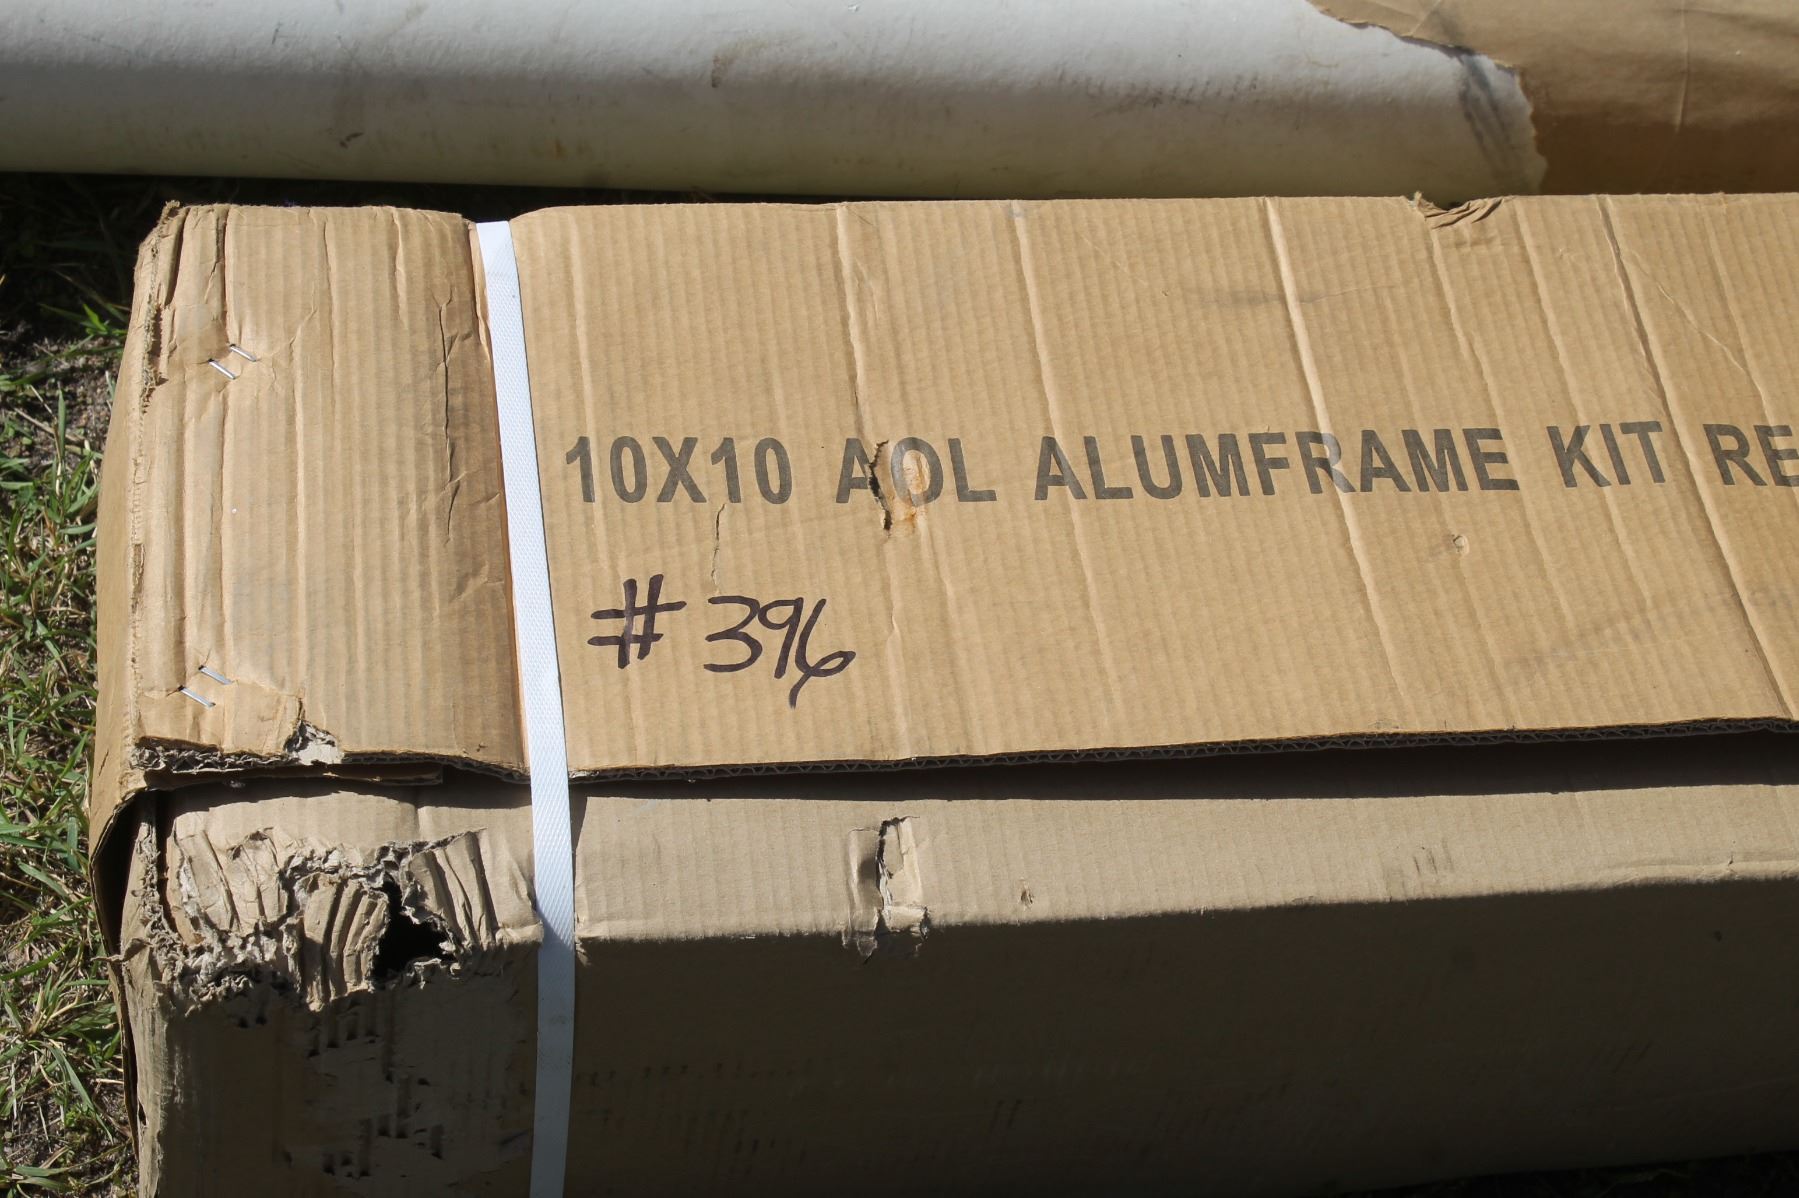 10X10 AOL ALUMFRAME KIT RE
# 396